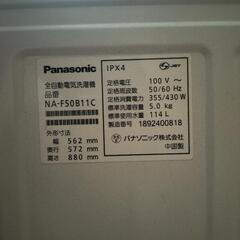 Panasonic
全自動電気洗濯機
品番
NA-F50B11C
外形寸法
幅 562 mm
奥行 572 mm
高さ 880 mm
IPX4
JET
定格電圧 100 V ～
定格周波数 50/60 Hz
定格消費電力 355/430 W
標準洗濯容量 5.0 kg
標準水量 114 L
製造番号 1892400818
パナソニック株式会社
中国製